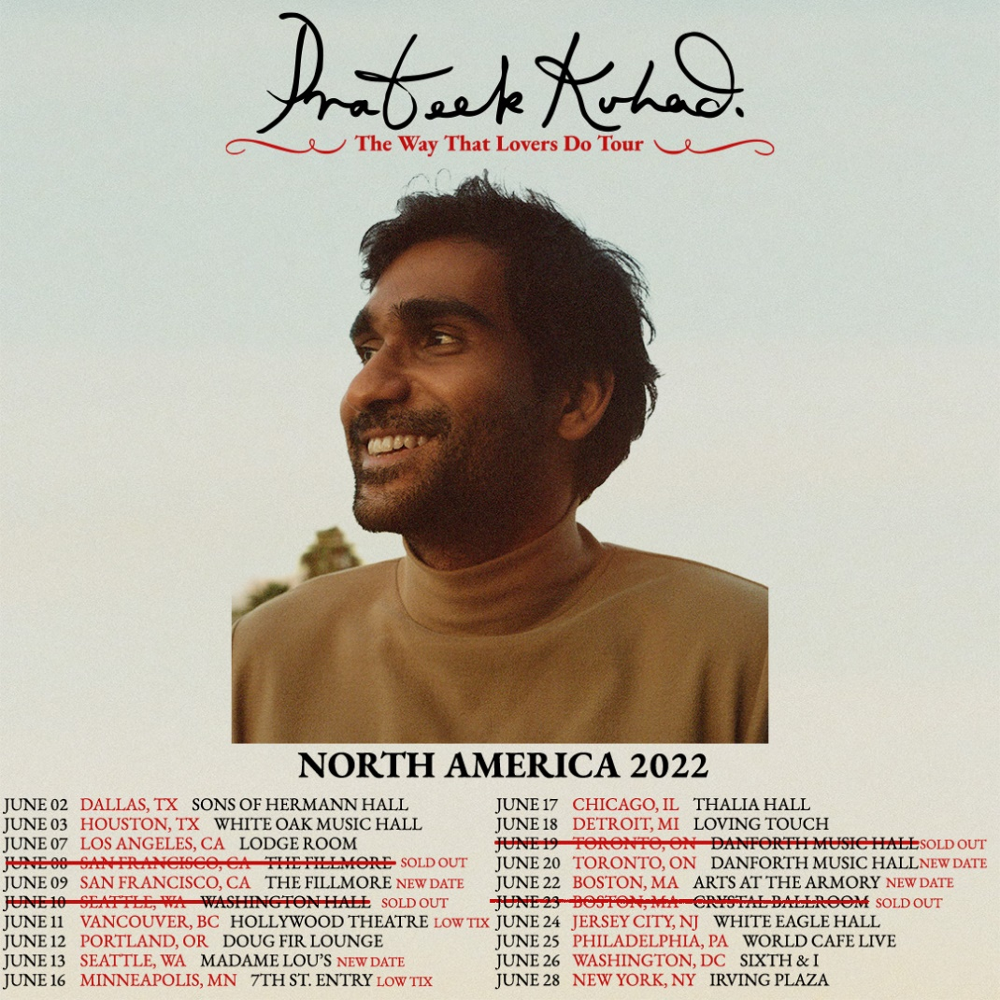 Prateek Kuhad.
The Way That Lovers Do Tour
NORTH AMERICA 2022
JUNE 02 DALLAS, TX SONS OF HERMANN HALL
JUNE 03 HOUSTON, TX WHITE OAK MUSIC HALL
JUNE 07 LOS ANGELES, CA LODGE ROOM
JUNE 08 SAN FRANCISCO, CA THE FILLMORE SOLD OUT
JUNE 09 SAN FRANCISCO, CA THE FILLMORE NEW DATE
JUNE 10 SEATTLE, WA WASHINGTON HALL SOLD OUT
JUNE 11 VANCOUVER, BC HOLLYWOOD THEATRE LOW TIX
JUNE 12 PORTLAND, OR DOUG FIR LOUNGE
JUNE 13 SEATTLE, WA MADAME LOU'S NEW DATE
JUNE 16 MINNEAPOLIS, MN 7TH ST. ENTRY LOW TIX
JUNE 17 CHICAGO, IL THALIA HALL
JUNE 18 DETROIT, MI LOVING TOUCH
JUNE 19 TORONTO, ON DANFORTH MUSIC HALL SOLD OUT
JUNE 20 TORONTO, ON DANFORTH MUSIC HALL NEW DATE
JUNE 22 BOSTON, MA ARTS AT THE ARMORY NEW DATE
JUNE 23 BOSTON, MA CRYSTAL BALLROOM SOLD OUT
JUNE 24 JERSEY CITY, NJ WHITE EAGLE HALL
JUNE 25 PHILADELPHIA, PA WORLD CAFE LIVE
JUNE 26 WASHINGTON, DC SIXTH & I
JUNE 28 NEW YORK, NY IRVING PLAZA